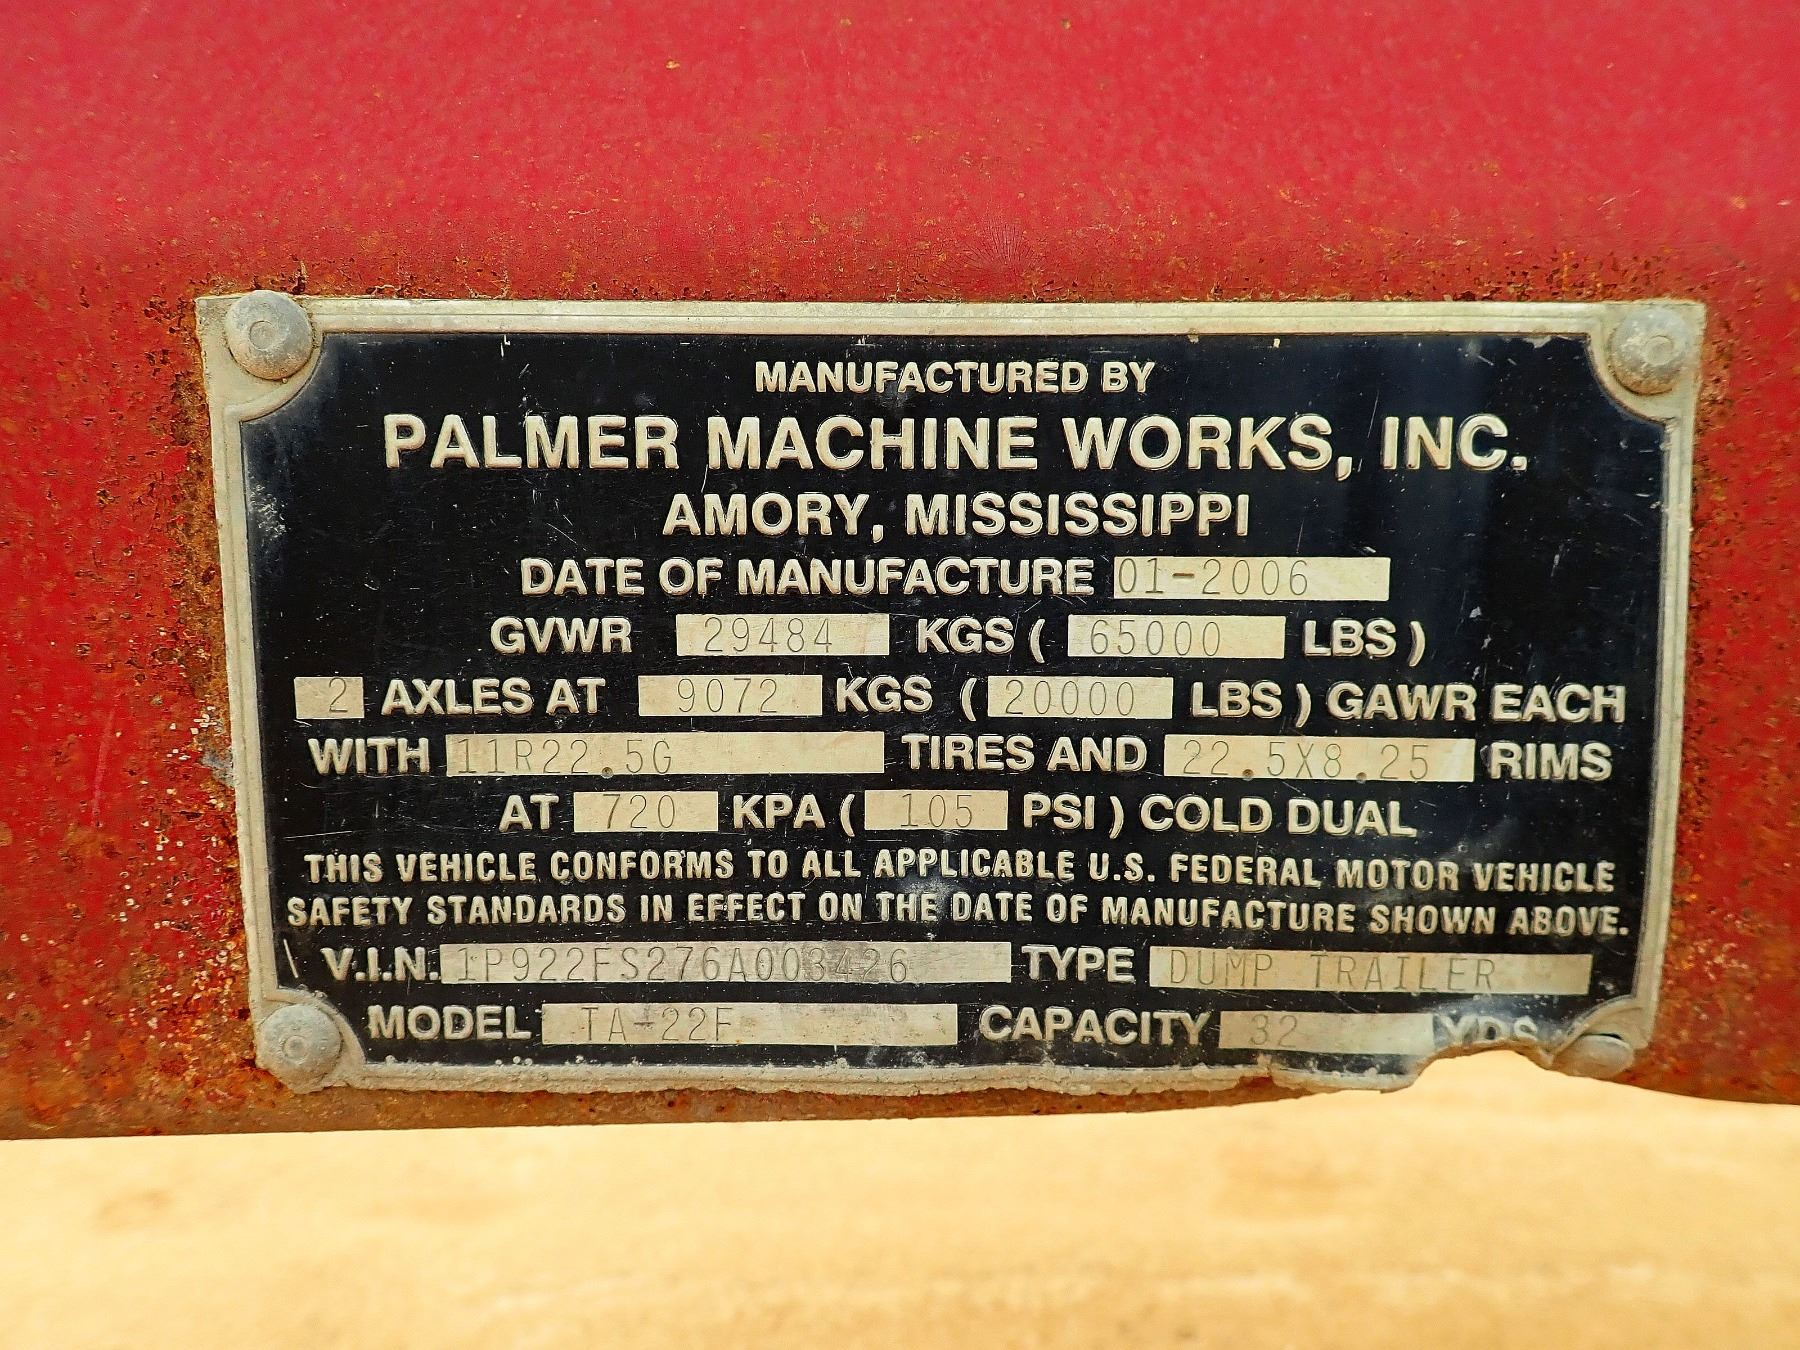 MANUFACTURED BY
PALMER MACHINE WORKS, INC.
AMORY, MISSISSIPPI
DATE OF MANUFACTURE 01-2006
GVWR 29484 KGS ( 65000 LBS )
2 AXLES AT 9072 KGS ( 20000 LBS ) GAWR EACH
WITH 11R22.5G TIRES AND 22.5X8.25 RIMS
AT 720 KPA ( 105 PSI ) COLD DUAL
THIS VEHICLE CONFORMS TO ALL APPLICABLE U.S. FEDERAL MOTOR VEHICLE
SAFETY STANDARDS IN EFFECT ON THE DATE OF MANUFACTURE SHOWN ABOVE.
V.I.N. 1P922FS276A003426 TYPE DUMP TRAILER
MODEL TA-22F CAPACITY 32 YDS